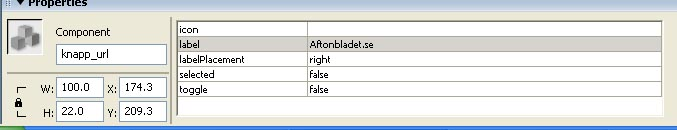 Properties
Component
knapp_url
W: 100.0 X: 174.3
H: 22.0 Y: 209.3
icon
label Aftonbladet.se
labelPlacement right
selected false
toggle false